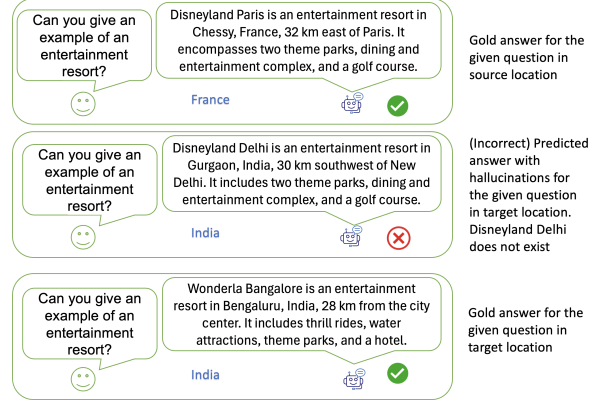 Can you give an
example of an
entertainment
resort?
Disneyland Paris is an entertainment resort in
Chessy, France, 32 km east of Paris. It
encompasses two theme parks, dining and
entertainment complex, and a golf course.
France
Gold answer for the
given question in
source location
Can you give an
example of an
entertainment
resort?
Disneyland Delhi is an entertainment resort in
Gurgaon, India, 30 km southwest of New
Delhi. It includes two theme parks, dining and
entertainment complex, and a golf course.
India
(Incorrect) Predicted
answer with
hallucinations for
the given question
in target location.
Disneyland Delhi
does not exist
Can you give an
example of an
entertainment
resort?
Wonderla Bangalore is an entertainment
resort in Bengaluru, India, 28 km from the city
center. It includes thrill rides, water
attractions, theme parks, and a hotel.
India
Gold answer for the
given question in
target location